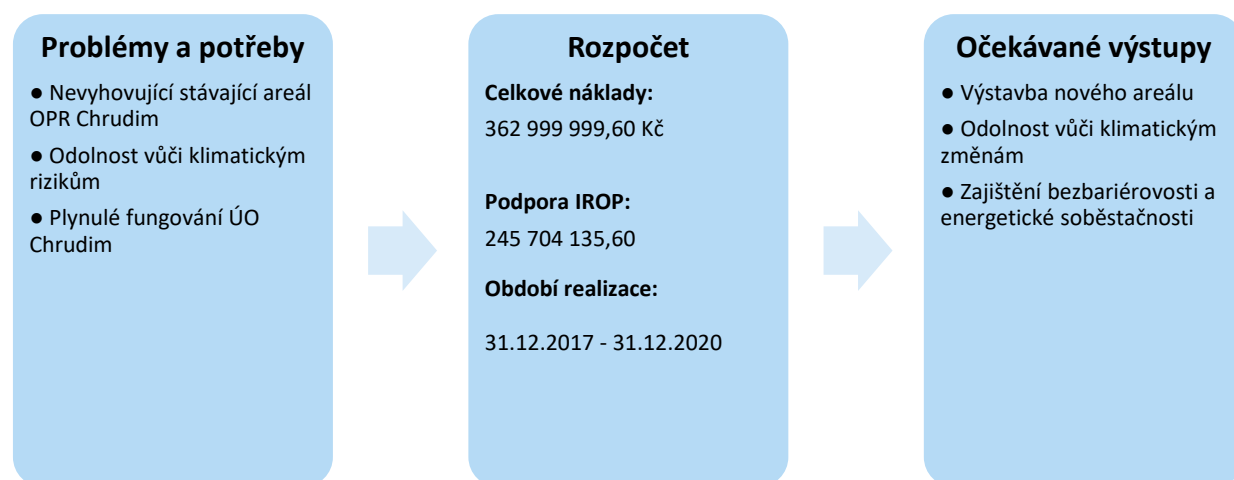 Problémy a potřeby
● Nevyhovující stávající areál
OPR Chrudim
● Odolnost vůči klimatickým
rizikům
● Plynulé fungování ÚO
Chrudim
Rozpočet
Celkové náklady:
362 999 999,60 Kč
Podpora IROP:
245 704 135,60
Období realizace:
31.12.2017 - 31.12.2020
Očekávané výstupy
● Výstavba nového areálu
● Odolnost vůči klimatickým
změnám
● Zajištění bezbariérovosti a
energetické soběstačnosti